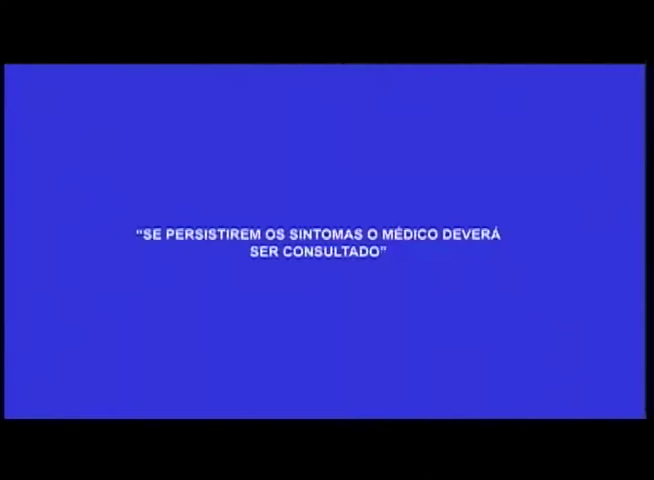 “SE PERSISTIREM OS SINTOMAS O MÉDICO DEVERÁ
SER CONSULTADO”